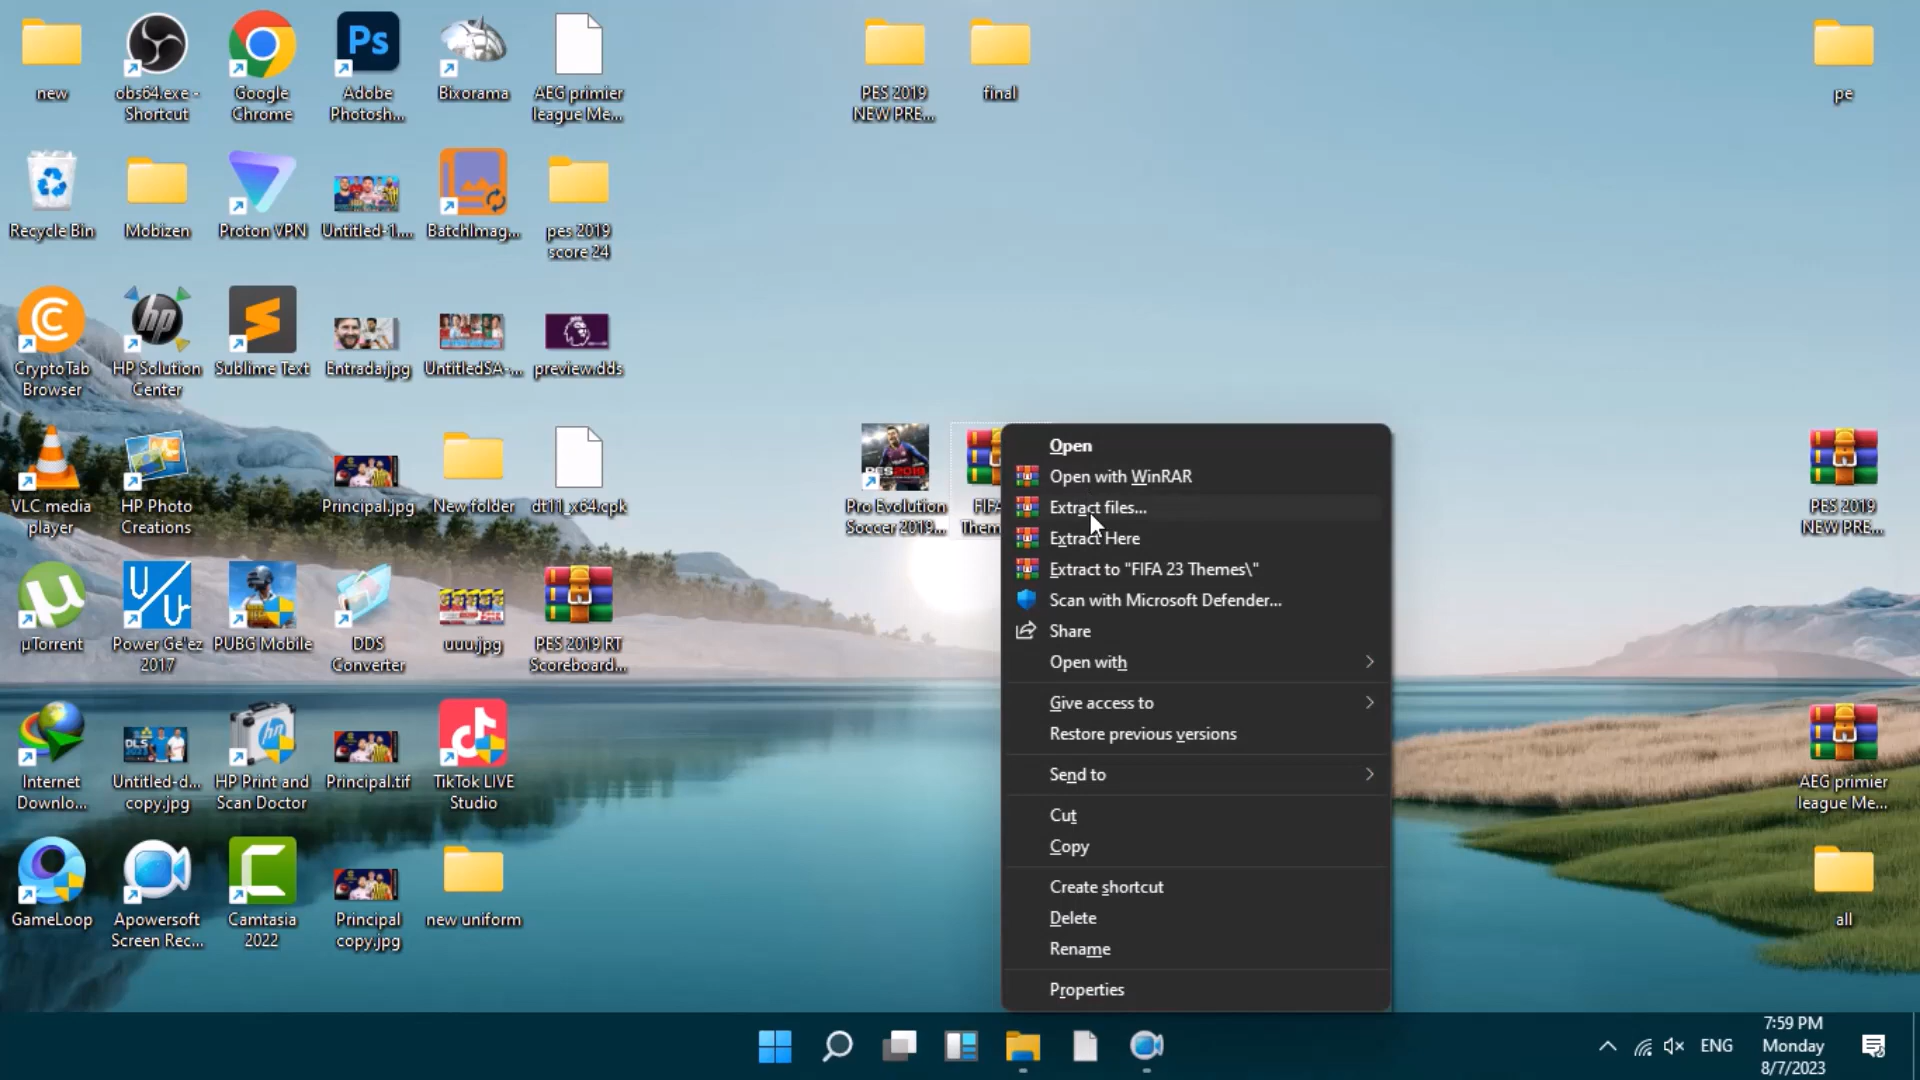 new
obs64.exe -
Shortcut
Google
Chrome
Adobe
Photosh...
Bixorama
AEG primier
league Me...
PES 2019
NEW PRE...
final
pe
Recycle Bin
Mobizen
Proton VPN
Untitled-1....
BatchImag...
pes 2019
score 24
CryptoTab
Browser
HP Solution
Center
Sublime Text
Entrada.jpg
UntitledSA-...
preview.dds
VLC media
player
HP Photo
Creations
Principal.jpg
New folder
dt11_x64.cpk
Pro Evolution
Soccer 2019...
FIFA
Them
PES 2019
NEW PRE...
µTorrent
Power Ge'ez
2017
PUBG Mobile
DDS
Converter
uuu.jpg
PES 2019 RT
Scoreboard...
Internet
Downlo...
Untitled-d...
copy.jpg
HP Print and
Scan Doctor
Principal.tif
TikTok LIVE
Studio
AEG primier
league Me...
GameLoop
Apowersoft
Screen Rec...
Camtasia
2022
Principal
copy.jpg
new uniform
all
Open
Open with WinRAR
Extract files...
Extract Here
Extract to "FIFA 23 Themes\"
Scan with Microsoft Defender...
Share
Open with
Give access to
Restore previous versions
Send to
Cut
Copy
Create shortcut
Delete
Rename
Properties
ENG
7:59 PM
Monday
8/7/2023